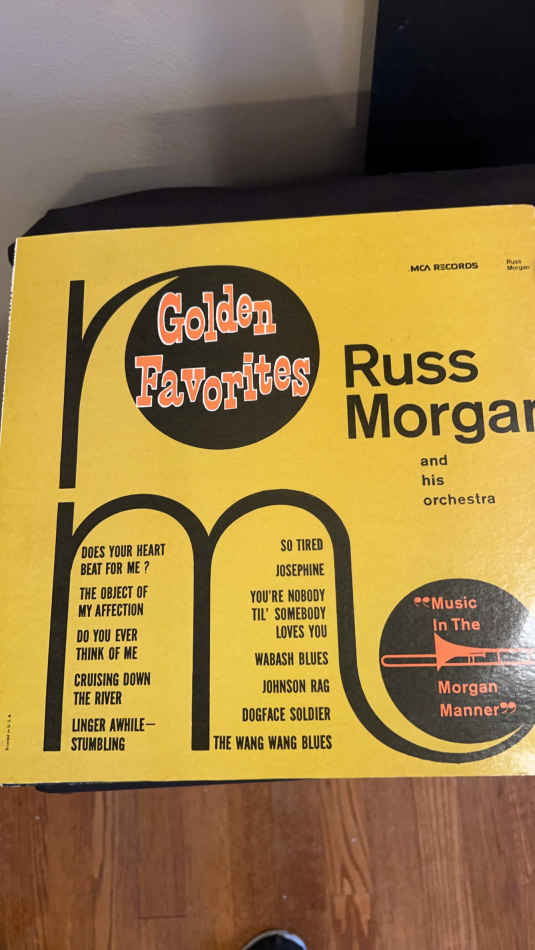 MCA RECORDS
Russ
Morgan
Golden
Favorites
Russ
Morgan
and
his
orchestra
DOES YOUR HEART
BEAT FOR ME ?
THE OBJECT OF
MY AFFECTION
DO YOU EVER
THINK OF ME
CRUISING DOWN
THE RIVER
LINGER AWHILE—
STUMBLING
SO TIRED
JOSEPHINE
YOU'RE NOBODY
TIL' SOMEBODY
LOVES YOU
WABASH BLUES
JOHNSON RAG
DOGFACE SOLDIER
THE WANG WANG BLUES
“Music
In The
Morgan
Manner”
rm
Printed in U.S.A.